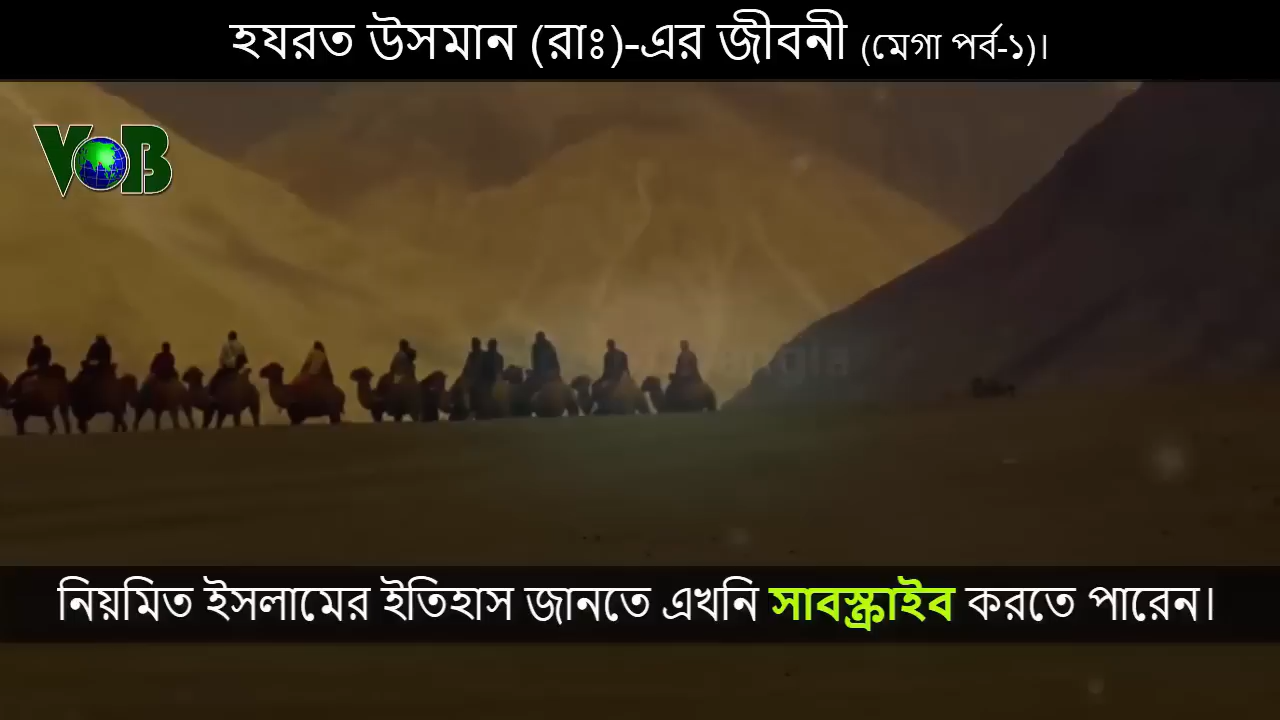 হযরত উসমান (রাঃ)-এর জীবনী (মেগা পর্ব-১)।
VOB
নিয়মিত ইসলামের ইতিহাস জানতে এখনি সাবস্ক্রাইব করতে পারেন।